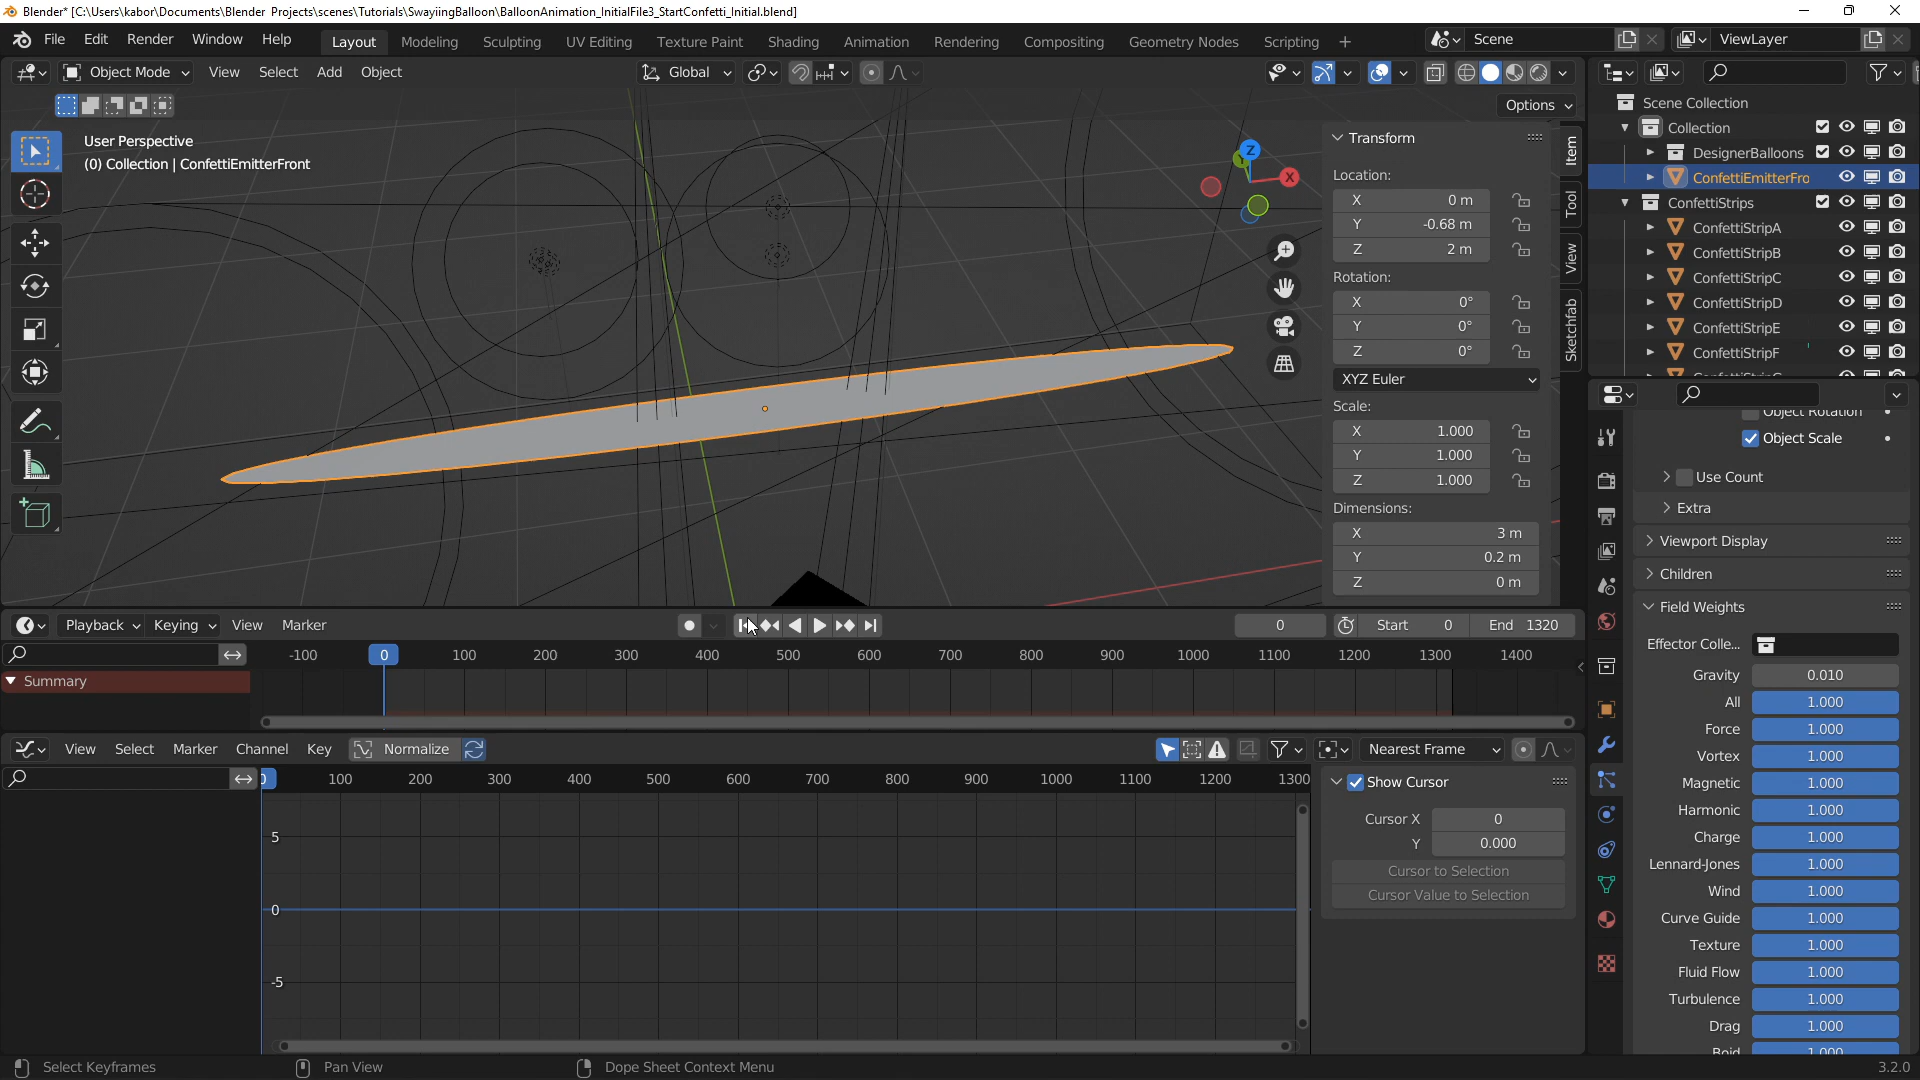 Blender* [C:\Users\kabor\Documents\Blender Projects\scenes\Tutorials\SwayiingBalloon\BalloonAnimation_InitialFile3_StartConfetti_Initial.blend]
File Edit Render Window Help Layout Modeling Sculpting UV Editing Texture Paint Shading Animation Rendering Compositing Geometry Nodes Scripting + Scene ViewLayer
Object Mode View Select Add Object Global
Options
User Perspective
(0) Collection | ConfettiEmitterFront
Z
Y
X
Transform
Location:
X 0 m
Y -0.68 m
Z 2 m
Rotation:
X 0°
Y 0°
Z 0°
XYZ Euler
Scale:
X 1.000
Y 1.000
Z 1.000
Dimensions:
X 3 m
Y 0.2 m
Z 0 m
Item
Tool
View
Sketchfab
Scene Collection
Collection
DesignerBalloons
ConfettiEmitterFro
ConfettiStrips
ConfettiStripA
ConfettiStripB
ConfettiStripC
ConfettiStripD
ConfettiStripE
ConfettiStripF
Object Rotation
Object Scale
Use Count
Extra
Viewport Display
Children
Field Weights
Effector Colle...
Gravity 0.010
All 1.000
Force 1.000
Vortex 1.000
Magnetic 1.000
Harmonic 1.000
Charge 1.000
Lennard-Jones 1.000
Wind 1.000
Curve Guide 1.000
Texture 1.000
Fluid Flow 1.000
Turbulence 1.000
Drag 1.000
Boid 1.000
Playback Keying View Marker 0 Start 0 End 1320
-100 0 100 200 300 400 500 600 700 800 900 1000 1100 1200 1300 1400
Summary
View Select Marker Channel Key Normalize Nearest Frame
0 100 200 300 400 500 600 700 800 900 1000 1100 1200 1300
5
0
-5
Show Cursor
Cursor X 0
Y 0.000
Cursor to Selection
Cursor Value to Selection
Select Keyframes Pan View Dope Sheet Context Menu 3.2.0